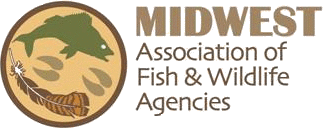 MIDWEST
Association of
Fish & Wildlife
Agencies